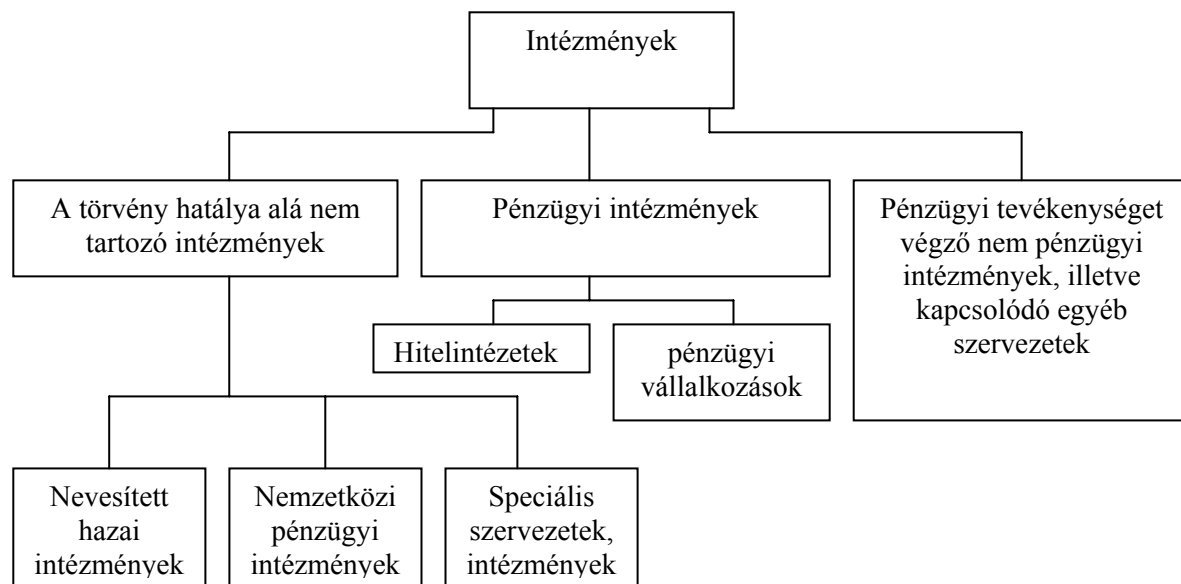 Intézmények
A törvény hatálya alá nem
tartozó intézmények
Pénzügyi intézmények
Pénzügyi tevékenységet
végző nem pénzügyi
intézmények, illetve
kapcsolódó egyéb
szervezetek
Hitelintézetek
pénzügyi
vállalkozások
Nevesített
hazai
intézmények
Nemzetközi
pénzügyi
intézmények
Speciális
szervezetek,
intézmények